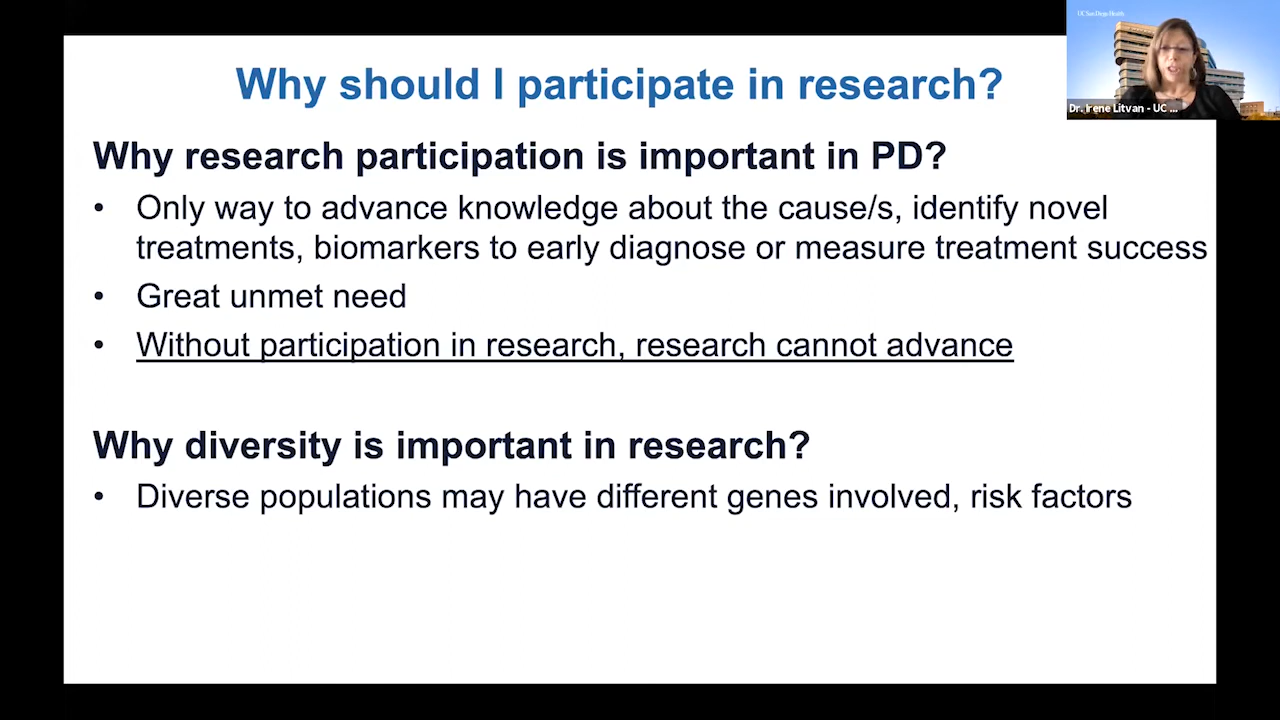 UC San Diego Health
Dr. Irene Litvan - UC ...
Why should I participate in research?
Why research participation is important in PD?
• Only way to advance knowledge about the cause/s, identify novel
treatments, biomarkers to early diagnose or measure treatment success
• Great unmet need
• Without participation in research, research cannot advance
Why diversity is important in research?
• Diverse populations may have different genes involved, risk factors